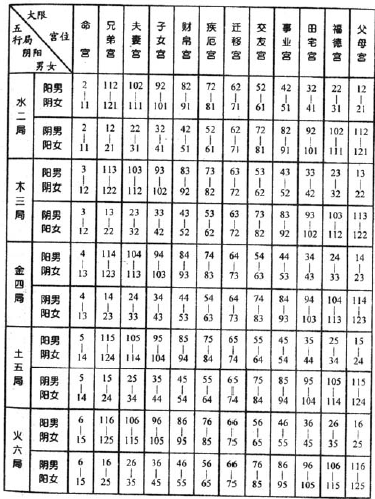 大限 宫位 命宫 兄弟宫 夫妻宫 子女宫 财帛宫 疾厄宫 迁移宫 交友宫 事业宫 田宅宫 福德宫 父母宫
五行局 阴阳男女
水二局 阳男阴女 2|11 112|121 102|111 92|101 82|91 72|81 62|71 52|61 42|51 32|41 22|31 12|21
阴男阳女 2|11 12|21 22|31 32|41 42|51 52|61 62|71 72|81 82|91 92|101 102|111 112|121
木三局 阳男阴女 3|12 113|122 103|112 93|102 83|92 73|82 63|72 53|62 43|52 33|42 23|32 13|22
阴男阳女 3|12 13|22 23|32 33|42 43|52 53|62 63|72 73|82 83|92 93|102 103|112 113|122
金四局 阳男阴女 4|13 114|123 104|113 94|103 84|93 74|83 64|73 54|63 44|53 34|43 24|33 14|23
阴男阳女 4|13 14|23 24|33 34|43 44|53 54|63 64|73 74|83 84|93 94|103 104|113 114|123
土五局 阳男阴女 5|14 115|124 105|114 95|104 85|94 75|84 65|74 55|64 45|54 35|44 25|34 15|24
阴男阳女 5|14 15|24 25|34 35|44 45|54 55|64 65|74 75|84 85|94 95|104 105|114 115|124
火六局 阳男阴女 6|15 116|125 106|115 96|105 86|95 76|85 66|75 56|65 46|55 36|45 26|35 16|25
阴男阳女 6|15 16|25 26|35 36|45 46|55 56|65 66|75 76|85 86|95 96|105 106|115 116|125